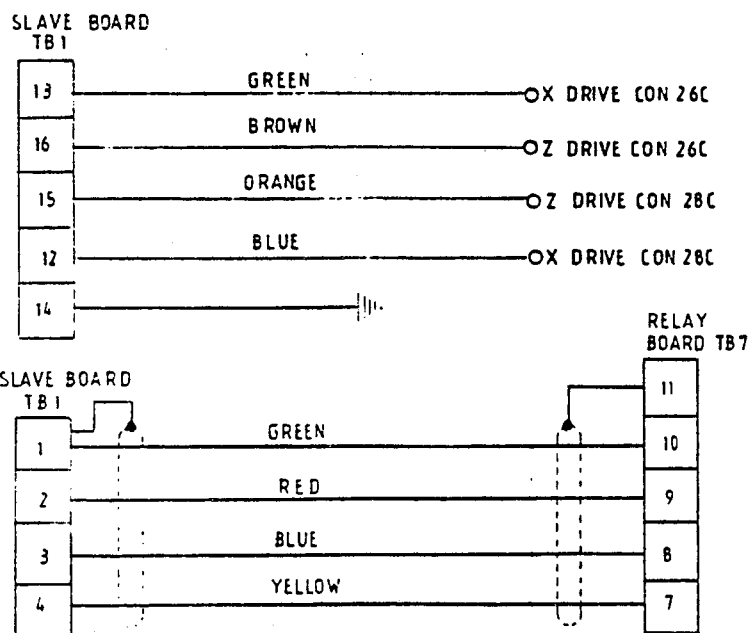 SLAVE BOARD
TB1
13 GREEN X DRIVE CON 26C
16 BROWN Z DRIVE CON 26C
15 ORANGE Z DRIVE CON 28C
12 BLUE X DRIVE CON 28C
14
RELAY
BOARD TB7
SLAVE BOARD
TB1
11
1 GREEN 10
2 RED 9
3 BLUE 8
4 YELLOW 7